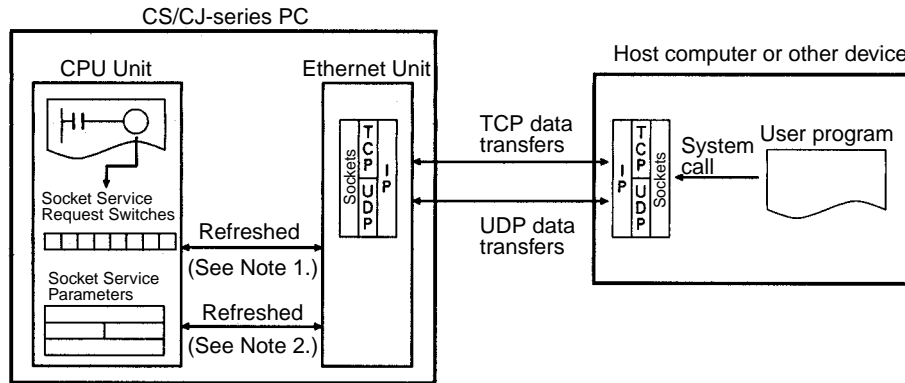 CS/CJ-series PC
CPU Unit
Ethernet Unit
Socket Service
Request Switches
Refreshed
(See Note 1.)
Socket Service
Parameters
Refreshed
(See Note 2.)
Sockets
TCP
UDP
IP
TCP data
transfers
UDP data
transfers
Host computer or other device
IP
TCP
UDP
Sockets
System
call
User program